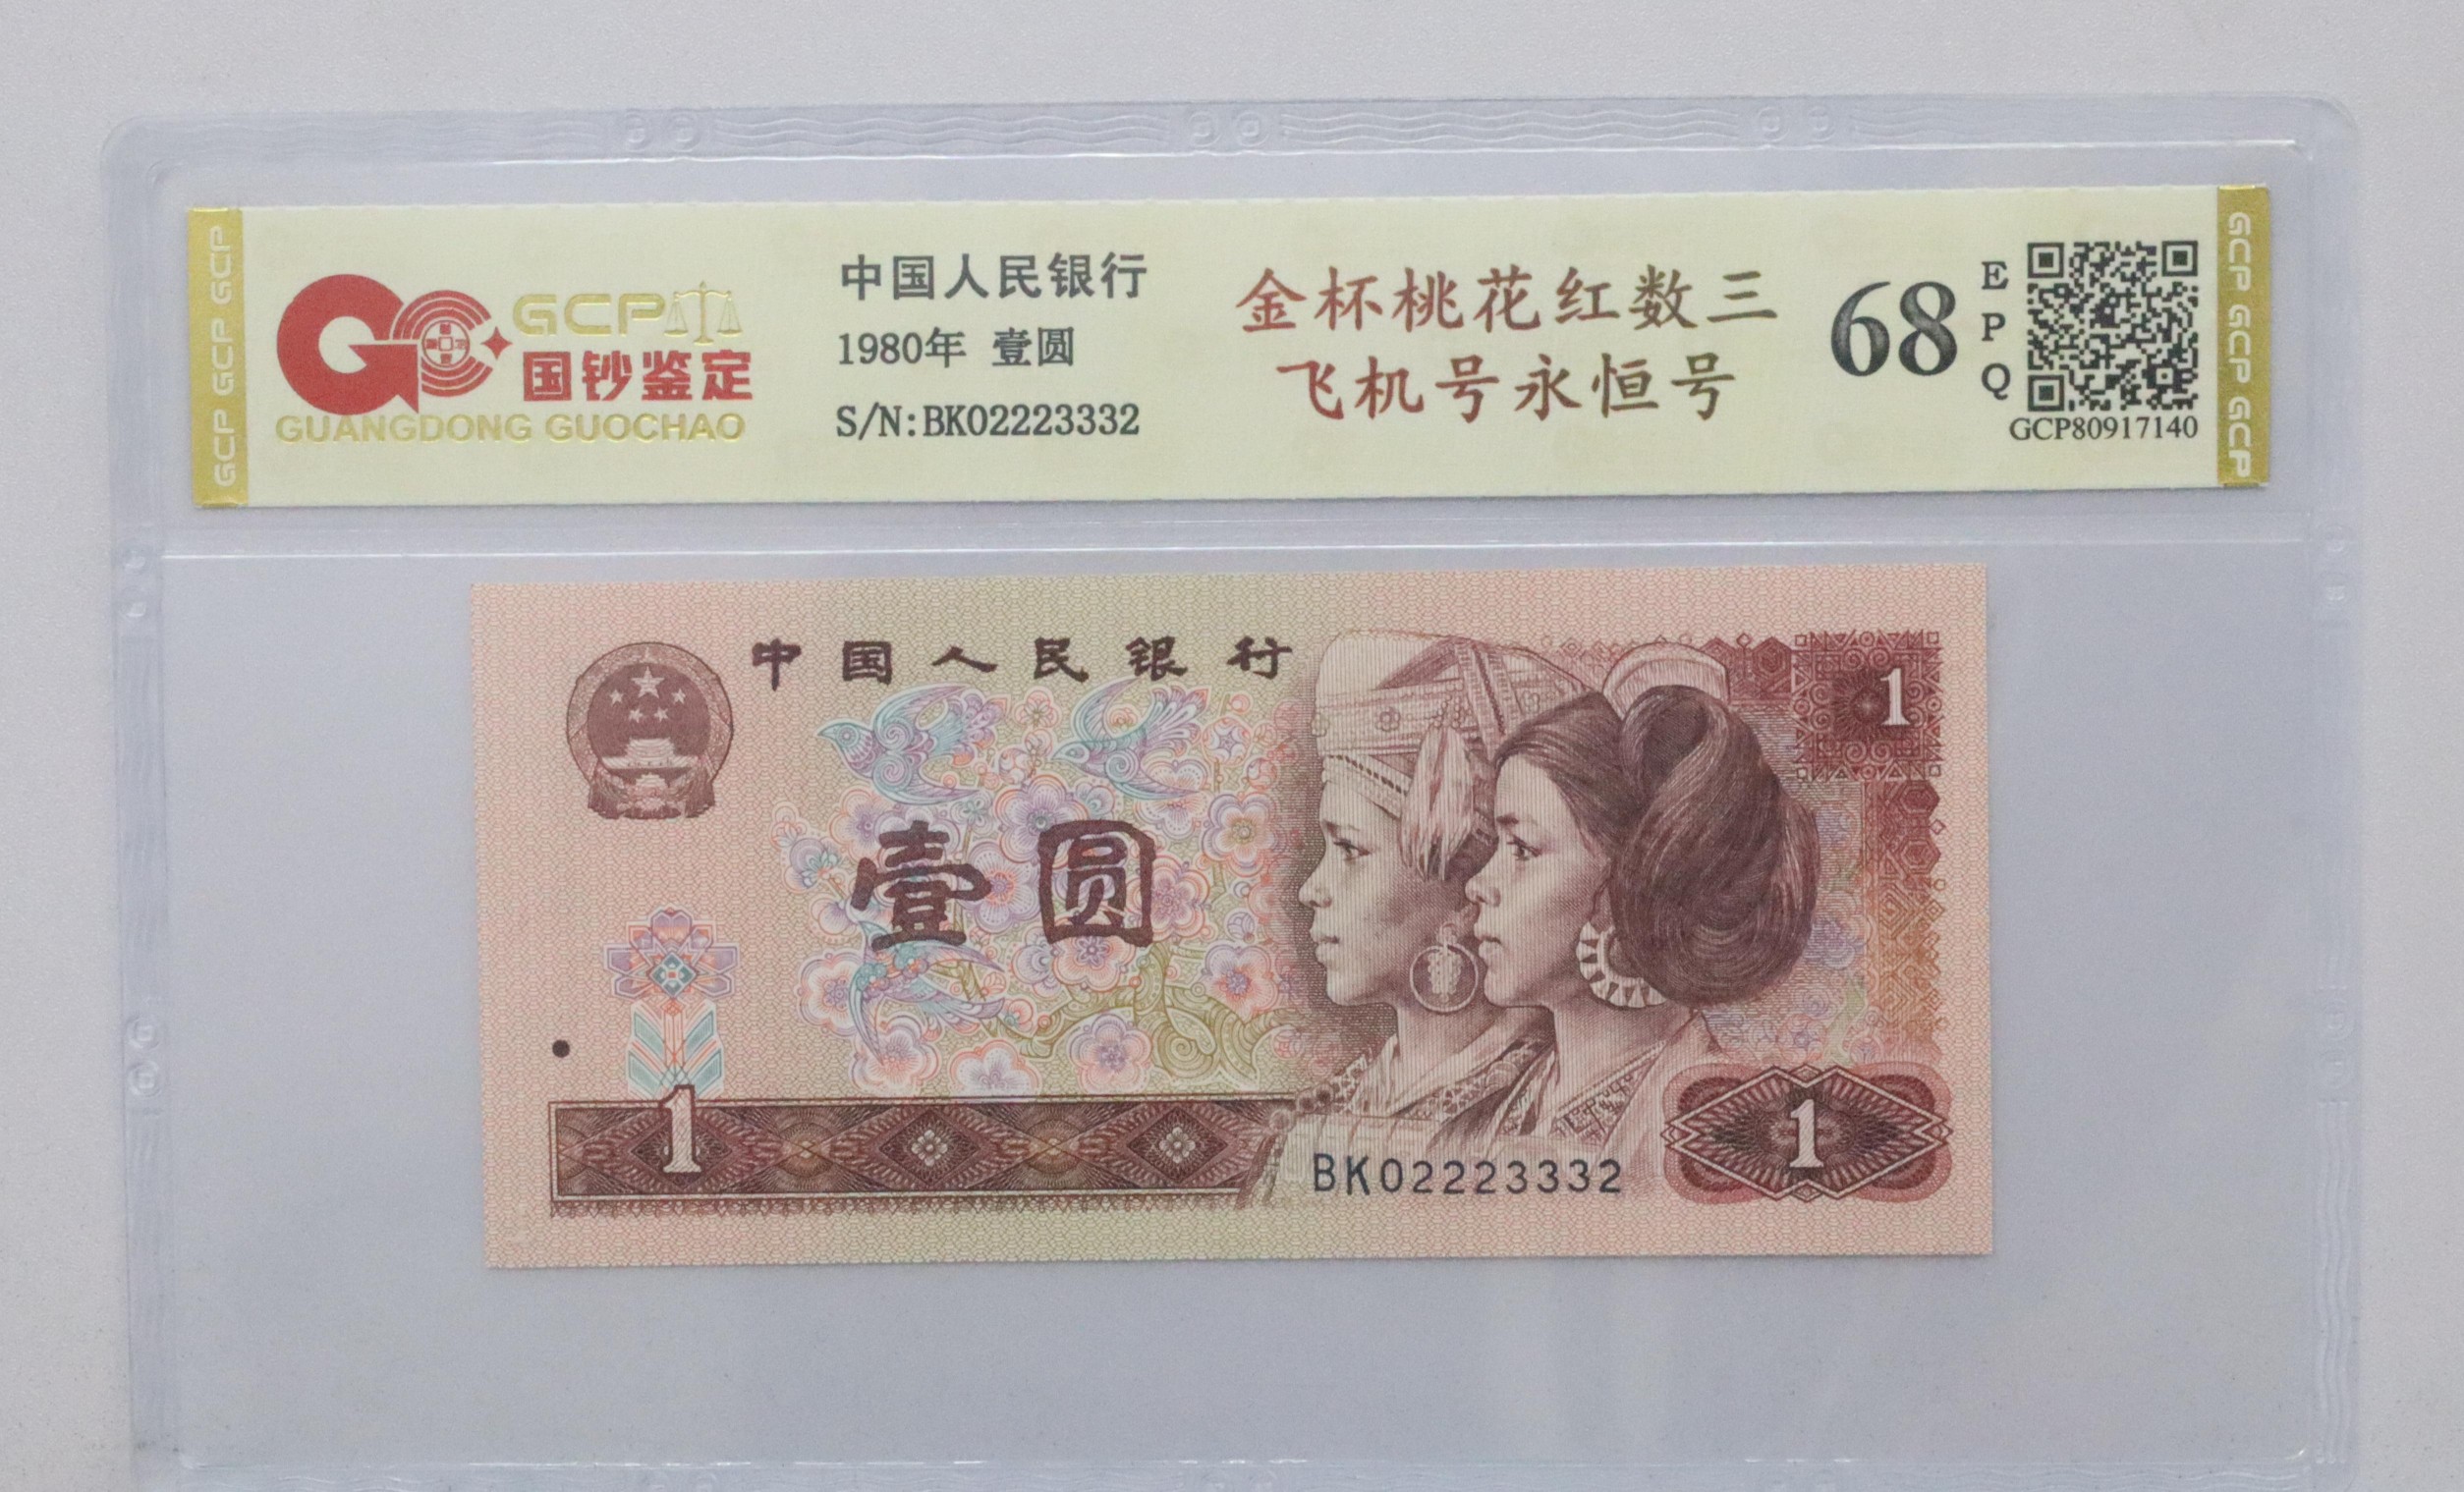 GCP GCP GCP
GCP
国钞鉴定
GUANGDONG GUOCHAO
中国人民银行
1980年 壹圆
S/N:BK02223332
金杯桃花红数三
飞机号永恒号
68
E
P
Q
GCP80917140
GCP GCP GCP
中国人民银行
1
壹圆
1
1
BK02223332